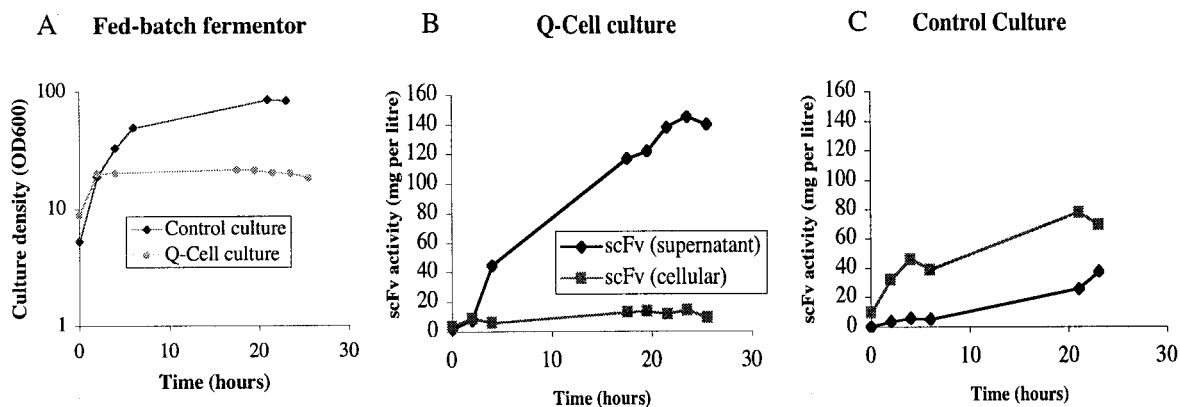 A Fed-batch fermentor
Culture density (OD600)
100
10
1
Control culture
Q-Cell culture
0 10 20 30
Time (hours)
B Q-Cell culture
scFv activity (mg per litre)
160
140
120
100
80
60
40
20
0
scFv (supernatant)
scFv (cellular)
0 10 20 30
Time (hours)
C Control Culture
scFv activity (mg per litre)
160
140
120
100
80
60
40
20
0
0 10 20 30
Time (hours)